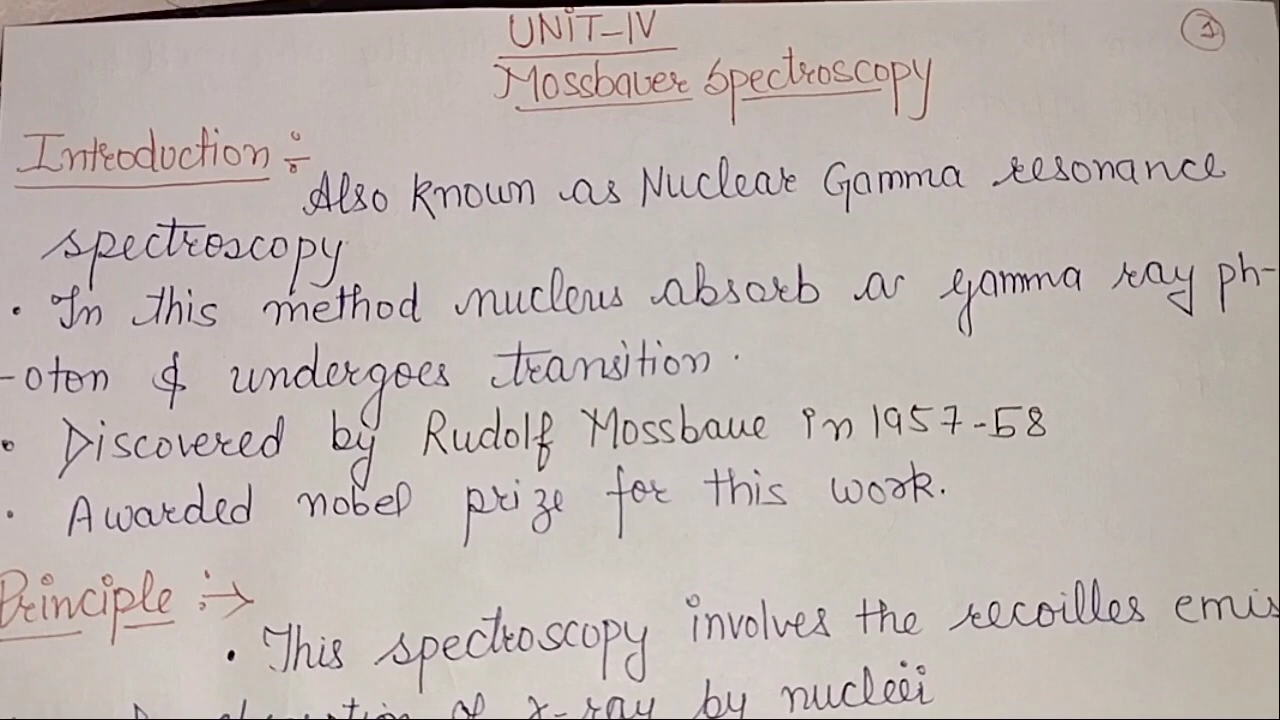 UNIT-IV
1
Mossbauer Spectroscopy
Introduction :-
Also known as Nuclear Gamma resonance
spectroscopy
• In this method nucleus absorb a gamma ray ph-
-oton & undergoes transition.
• Discovered by Rudolf Mossbaue in 1957-58
• Awarded nobel prize for this work.
Principle :→
• This spectroscopy involves the recoilles emis
of γ-ray by nucleii